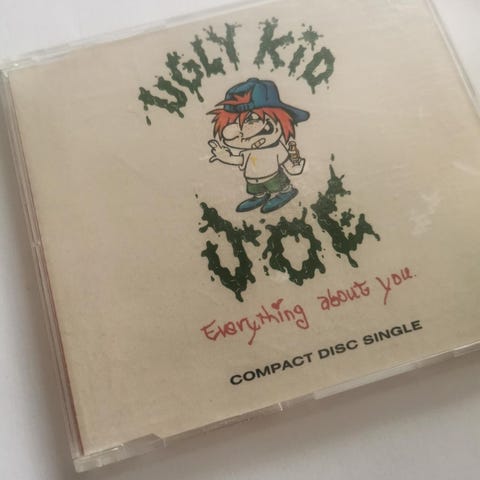 UGLY KID
JOE
Everything about you.
COMPACT DISC SINGLE